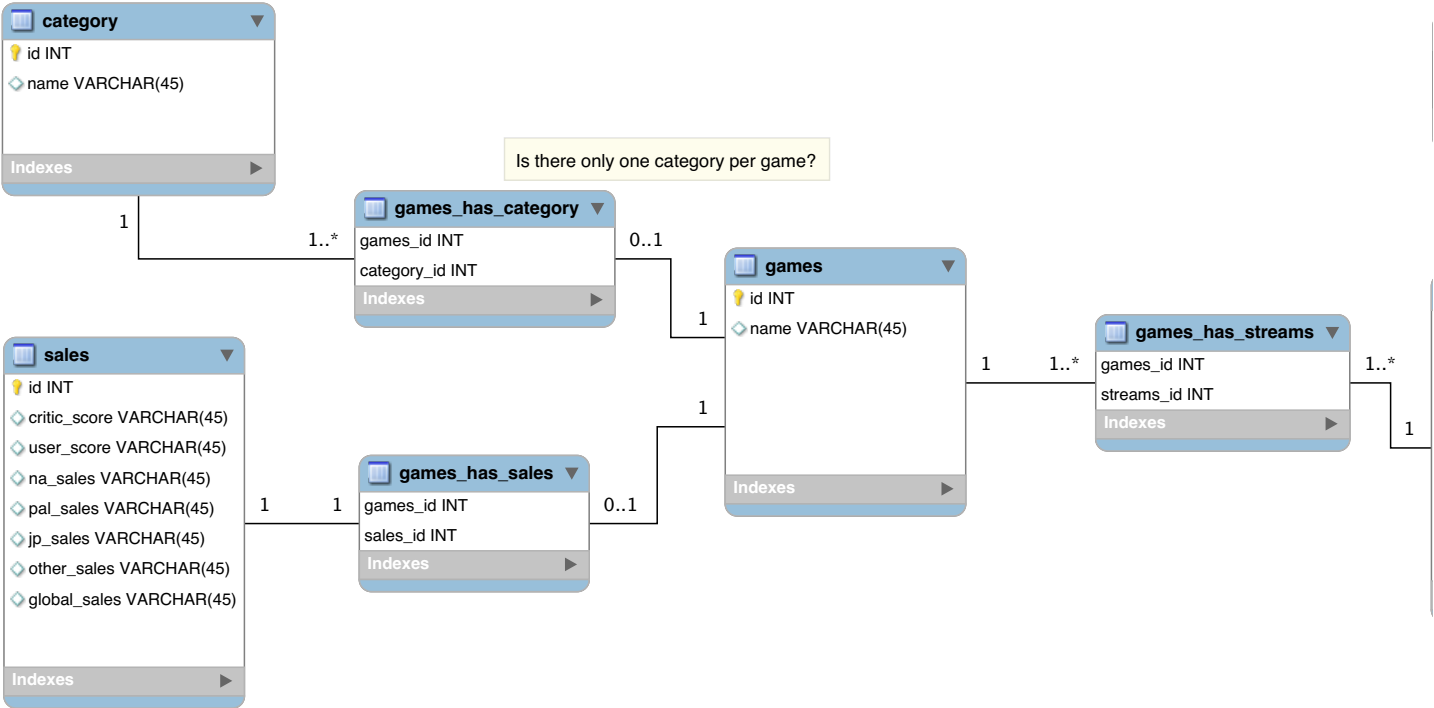 category
id INT
name VARCHAR(45)
Indexes
1
1..*
Is there only one category per game?
games_has_category
games_id INT
category_id INT
Indexes
0..1
1
games
id INT
name VARCHAR(45)
Indexes
sales
id INT
critic_score VARCHAR(45)
user_score VARCHAR(45)
na_sales VARCHAR(45)
pal_sales VARCHAR(45)
jp_sales VARCHAR(45)
other_sales VARCHAR(45)
global_sales VARCHAR(45)
Indexes
1
1
games_has_sales
games_id INT
sales_id INT
Indexes
0..1
1
1
1..*
games_has_streams
games_id INT
streams_id INT
Indexes
1..*
1